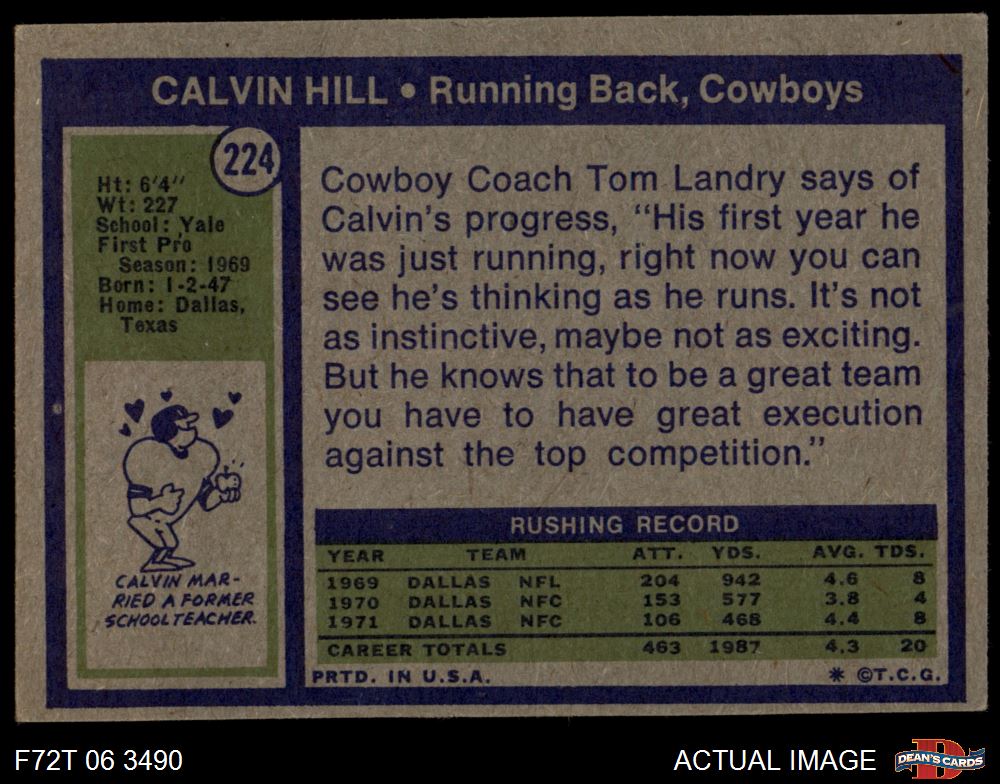 CALVIN HILL • Running Back, Cowboys
224
Ht: 6'4"
Wt: 227
School: Yale
First Pro
Season: 1969
Born: 1-2-47
Home: Dallas,
Texas
CALVIN MAR-
RIED A FORMER
SCHOOL TEACHER.
Cowboy Coach Tom Landry says of
Calvin's progress, "His first year he
was just running, right now you can
see he's thinking as he runs. It's not
as instinctive, maybe not as exciting.
But he knows that to be a great team
you have to have great execution
against the top competition."
RUSHING RECORD
YEAR TEAM ATT. YDS. AVG. TDS.
1969 DALLAS NFL 204 942 4.6 8
1970 DALLAS NFC 153 577 3.8 4
1971 DALLAS NFC 106 468 4.4 8
CAREER TOTALS 463 1987 4.3 20
PRTD. IN U.S.A. * ©T.C.G.
F72T 06 3490 ACTUAL IMAGE
DEAN'S CARDS